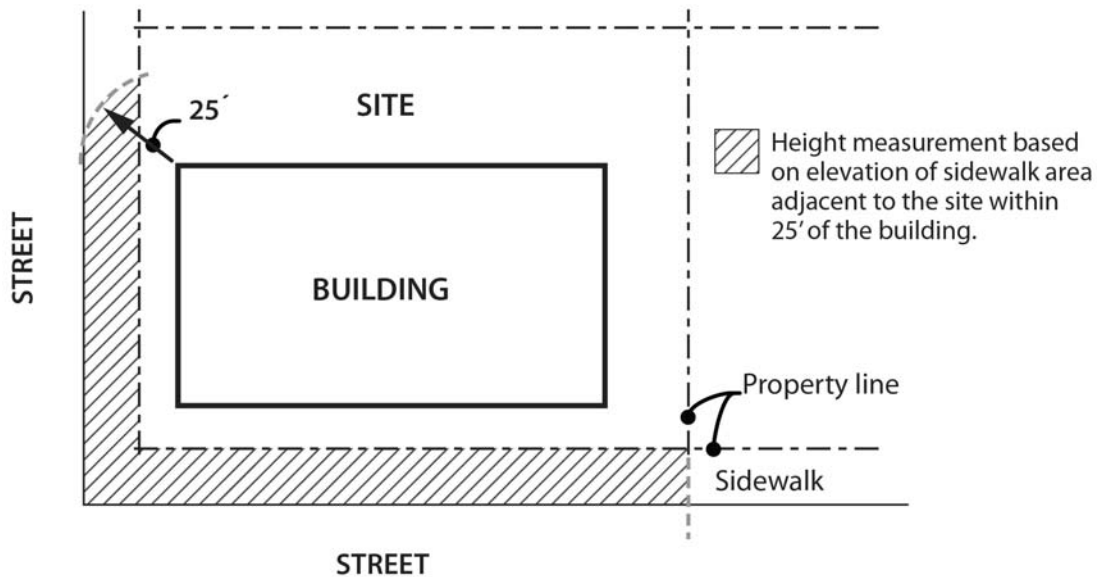 25´
SITE
Height measurement based
on elevation of sidewalk area
adjacent to the site within
25' of the building.
STREET
BUILDING
Property line
Sidewalk
STREET